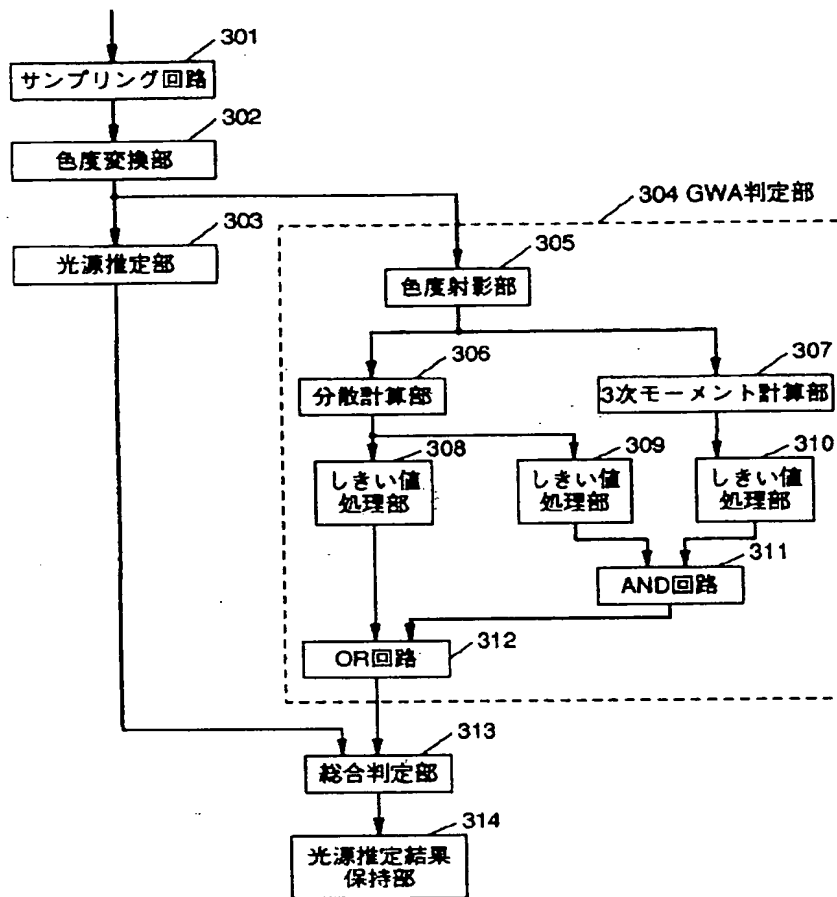 301
サンプリング回路
302
色度変換部
304 GWA判定部
303
光源推定部
305
色度射影部
306
分散計算部
307
3次モーメント計算部
308
しきい値
処理部
309
しきい値
処理部
310
しきい値
処理部
311
AND回路
312
OR回路
313
総合判定部
314
光源推定結果
保持部